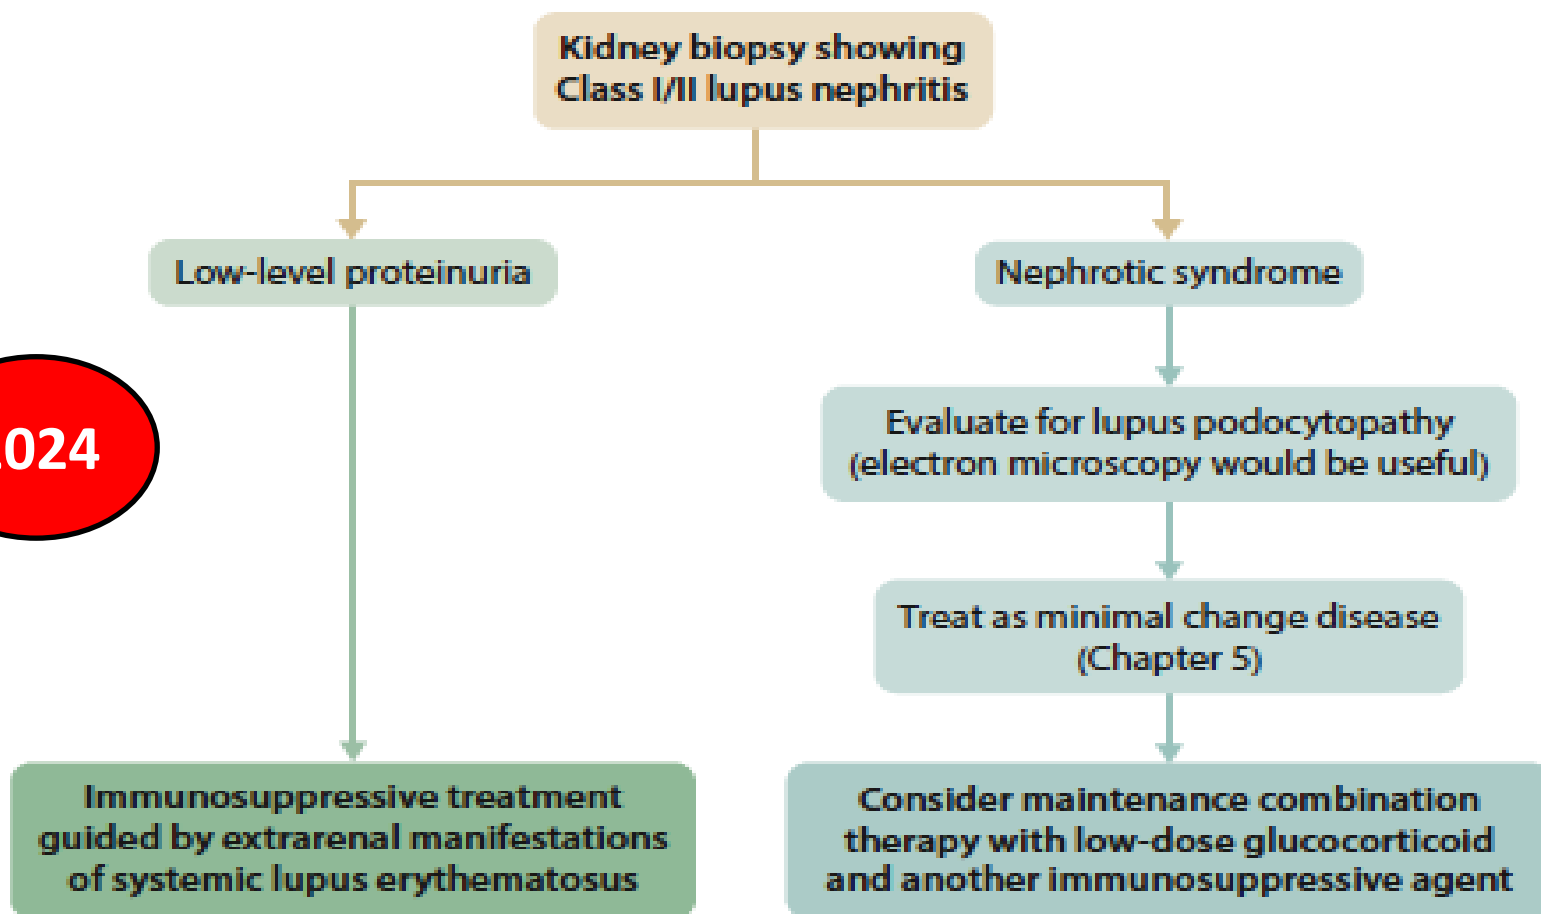 Kidney biopsy showing
Class I/II lupus nephritis
Low-level proteinuria
Nephrotic syndrome
Evaluate for lupus podocytopathy
(electron microscopy would be useful)
024
Treat as minimal change disease
(Chapter 5)
Immunosuppressive treatment
guided by extrarenal manifestations
of systemic lupus erythematosus
Consider maintenance combination
therapy with low-dose glucocorticoid
and another immunosuppressive agent